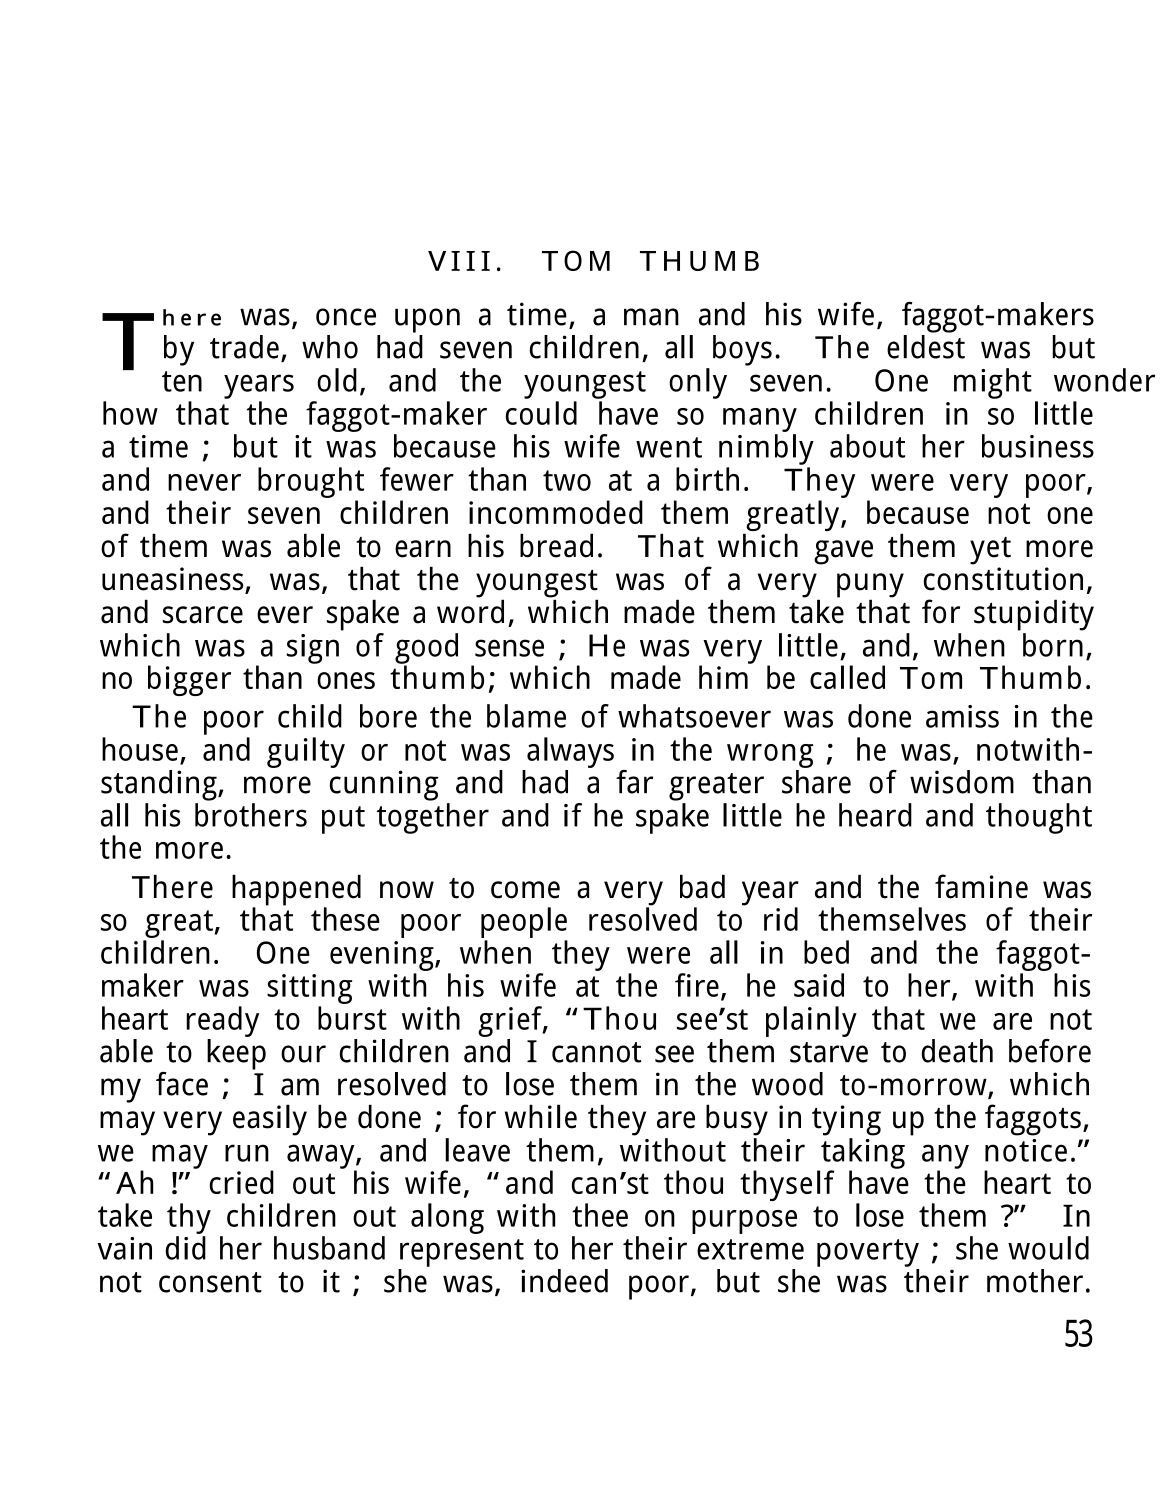 VIII. TOM THUMB
There was, once upon a time, a man and his wife, faggot-makers
by trade, who had seven children, all boys. The eldest was but
ten years old, and the youngest only seven. One might wonder
how that the faggot-maker could have so many children in so little
a time ; but it was because his wife went nimbly about her business
and never brought fewer than two at a birth. They were very poor,
and their seven children incommoded them greatly, because not one
of them was able to earn his bread. That which gave them yet more
uneasiness, was, that the youngest was of a very puny constitution,
and scarce ever spake a word, which made them take that for stupidity
which was a sign of good sense ; He was very little, and, when born,
no bigger than ones thumb; which made him be called Tom Thumb.
The poor child bore the blame of whatsoever was done amiss in the
house, and guilty or not was always in the wrong ; he was, notwith-
standing, more cunning and had a far greater share of wisdom than
all his brothers put together and if he spake little he heard and thought
the more.
There happened now to come a very bad year and the famine was
so great, that these poor people resolved to rid themselves of their
children. One evening, when they were all in bed and the faggot-
maker was sitting with his wife at the fire, he said to her, with his
heart ready to burst with grief, “Thou see’st plainly that we are not
able to keep our children and I cannot see them starve to death before
my face ; I am resolved to lose them in the wood to-morrow, which
may very easily be done ; for while they are busy in tying up the faggots,
we may run away, and leave them, without their taking any notice.”
“Ah !” cried out his wife, “and can’st thou thyself have the heart to
take thy children out along with thee on purpose to lose them ?” In
vain did her husband represent to her their extreme poverty ; she would
not consent to it ; she was, indeed poor, but she was their mother.
53